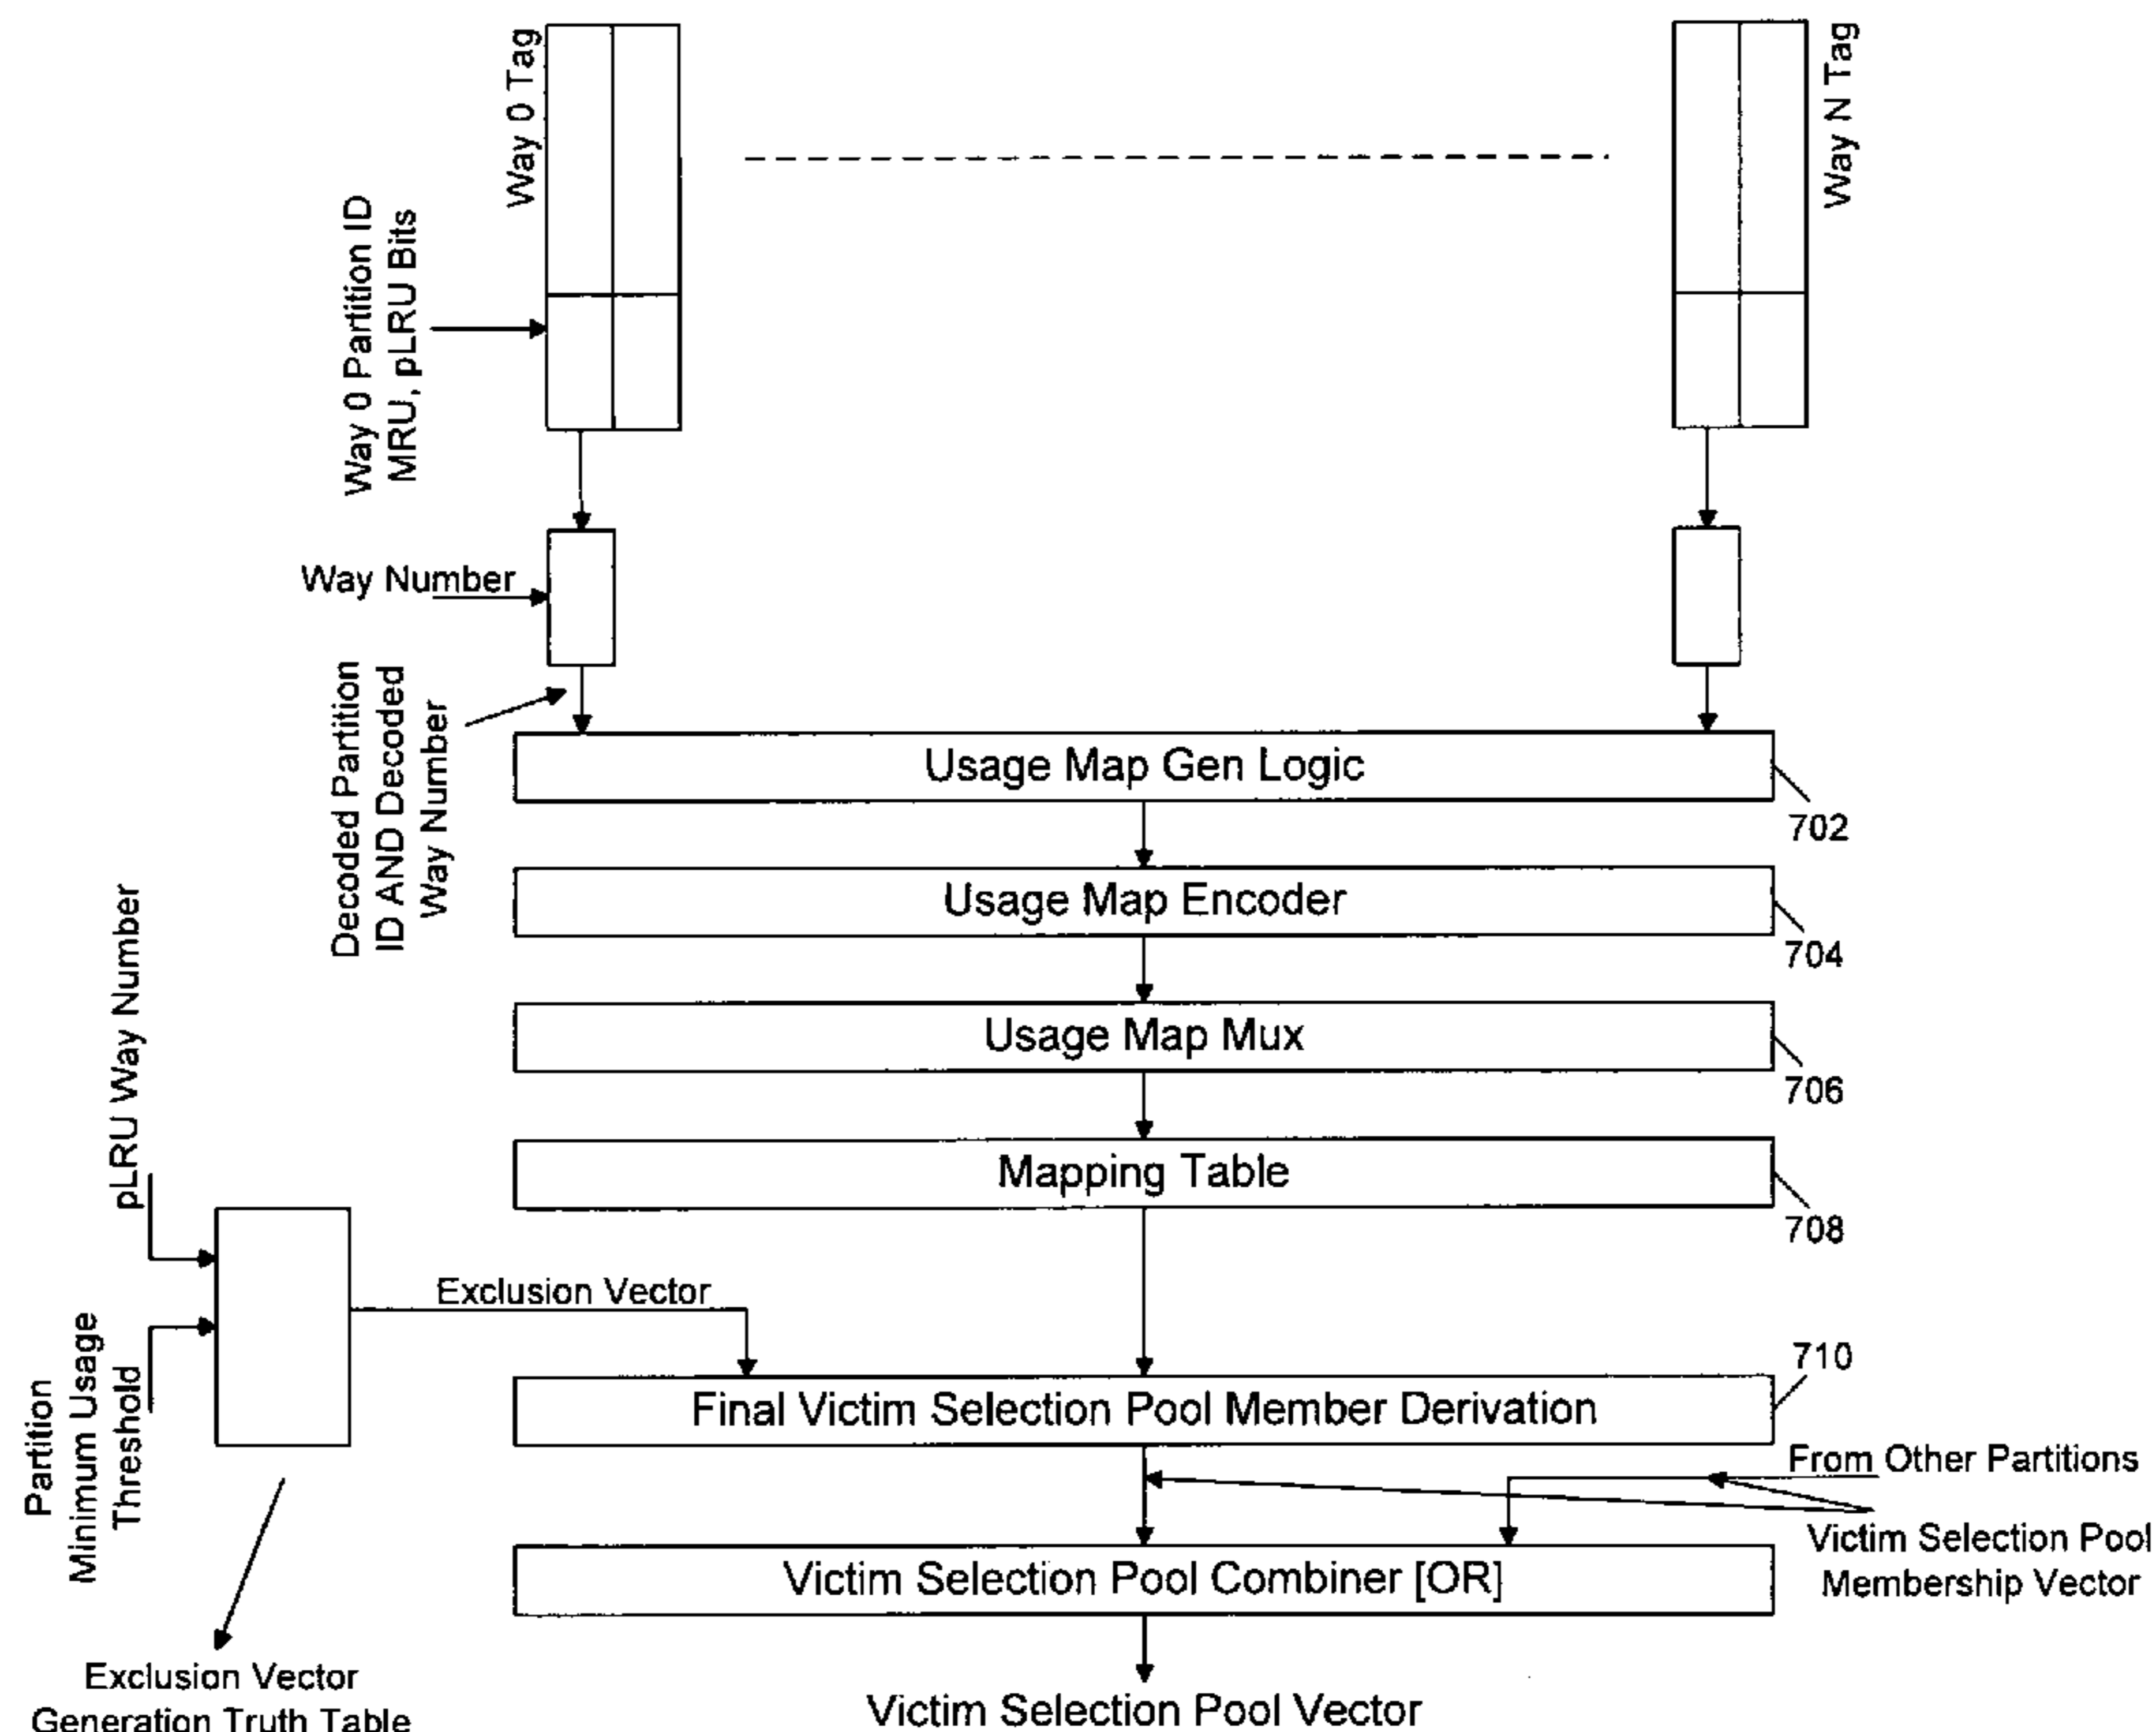 Way 0 Tag
Way N Tag
Way 0 Partition ID
MRU, pLRU Bits
Way Number
Decoded Partition
ID AND Decoded
Way Number
Usage Map Gen Logic
702
Usage Map Encoder
704
Usage Map Mux
706
Mapping Table
708
pLRU Way Number
Partition
Minimum Usage
Threshold
Exclusion Vector
710
Final Victim Selection Pool Member Derivation
From Other Partitions
Victim Selection Pool
Membership Vector
Victim Selection Pool Combiner [OR]
Exclusion Vector
Generation Truth Table
Victim Selection Pool Vector